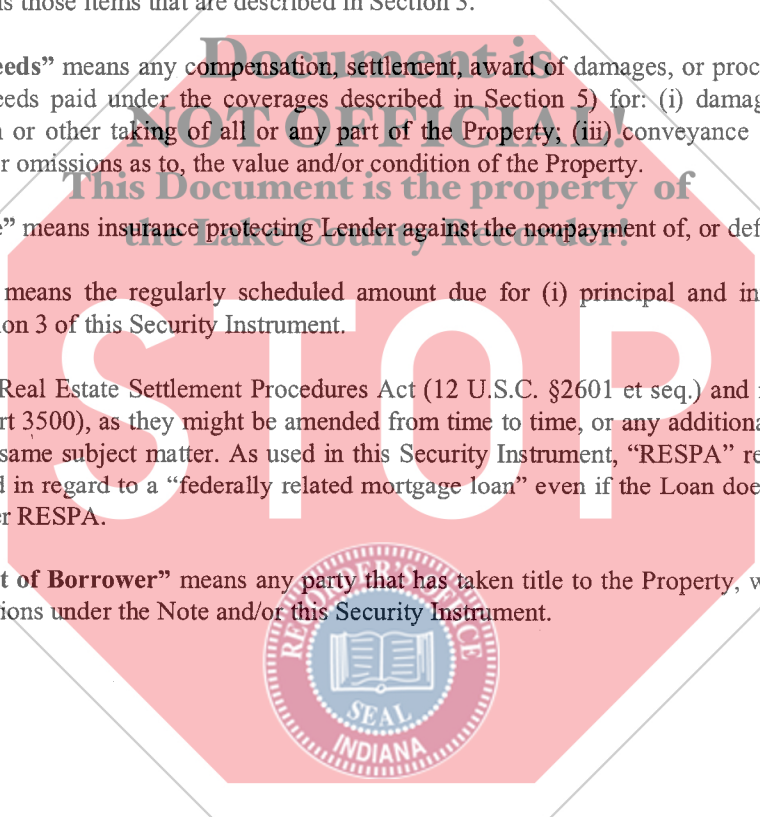 s those items that are described in Section 3.
Document is
eeds” means any compensation, settlement, award of damages, or proc
eeds paid under the coverages described in Section 5) for: (i) damag
NOT OFFICIAL!
n or other taking of all or any part of the Property; (iii) conveyance
r omissions as to, the value and/or condition of the Property.
This Document is the property of
e” means insurance protecting Lender against the nonpayment of, or def
the Lake County Recorder!
means the regularly scheduled amount due for (i) principal and in
on 3 of this Security Instrument.
STOP
Real Estate Settlement Procedures Act (12 U.S.C. §2601 et seq.) and
rt 3500), as they might be amended from time to time, or any additiona
same subject matter. As used in this Security Instrument, “RESPA” re
d in regard to a “federally related mortgage loan” even if the Loan doe
er RESPA.
t of Borrower” means any party that has taken title to the Property, w
tions under the Note and/or this Security Instrument.
RECORDER'S OFFICE
SEAL
INDIANA